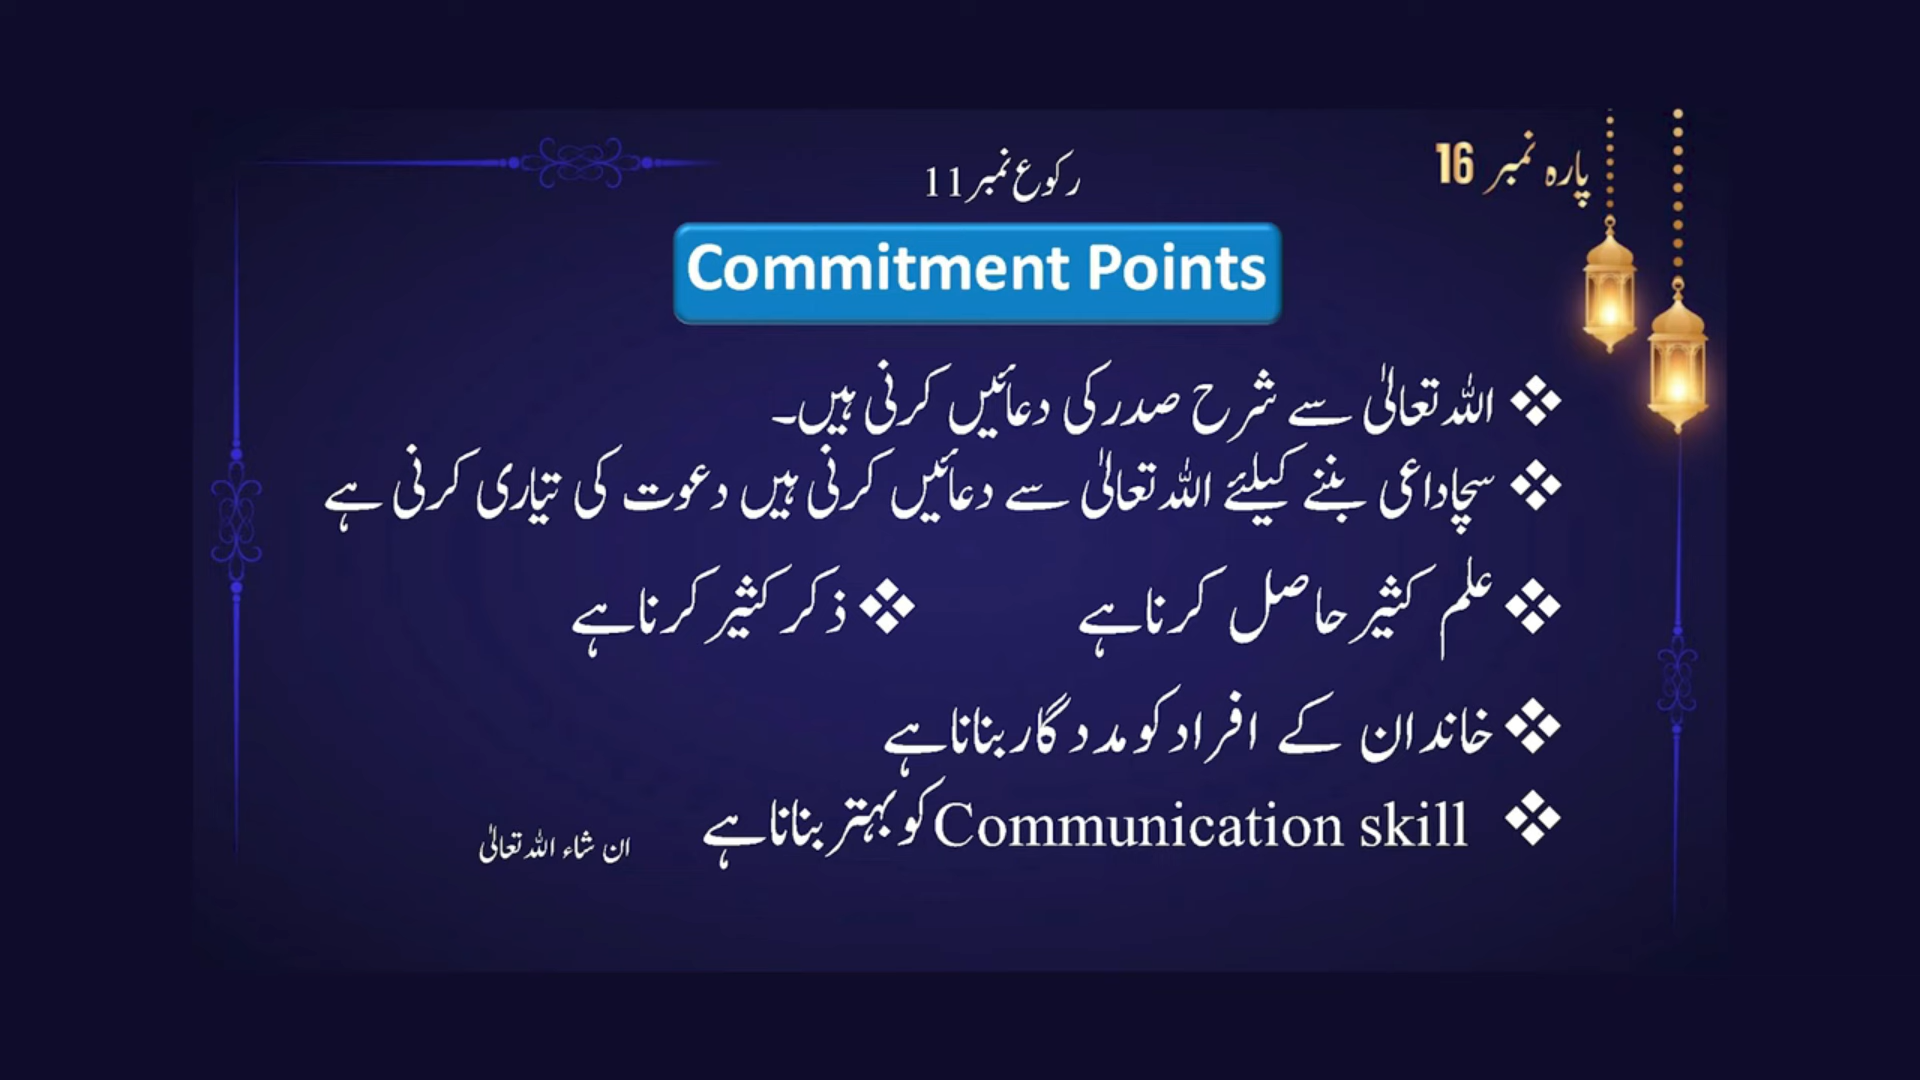 پارہ نمبر 16
رکوع نمبر 11
Commitment Points
❖ اللہ تعالیٰ سے شرح صدر کی دعائیں کرنی ہیں۔
❖ سچا داعی بننے کیلئے اللہ تعالیٰ سے دعائیں کرنی ہیں دعوت کی تیاری کرنی ہے
❖ علم کثیر حاصل کرنا ہے ❖ ذکر کثیر کرنا ہے
❖ خاندان کے افراد کو مددگار بنانا ہے
❖ Communication skill کو بہتر بنانا ہے ان شاء اللہ تعالیٰ